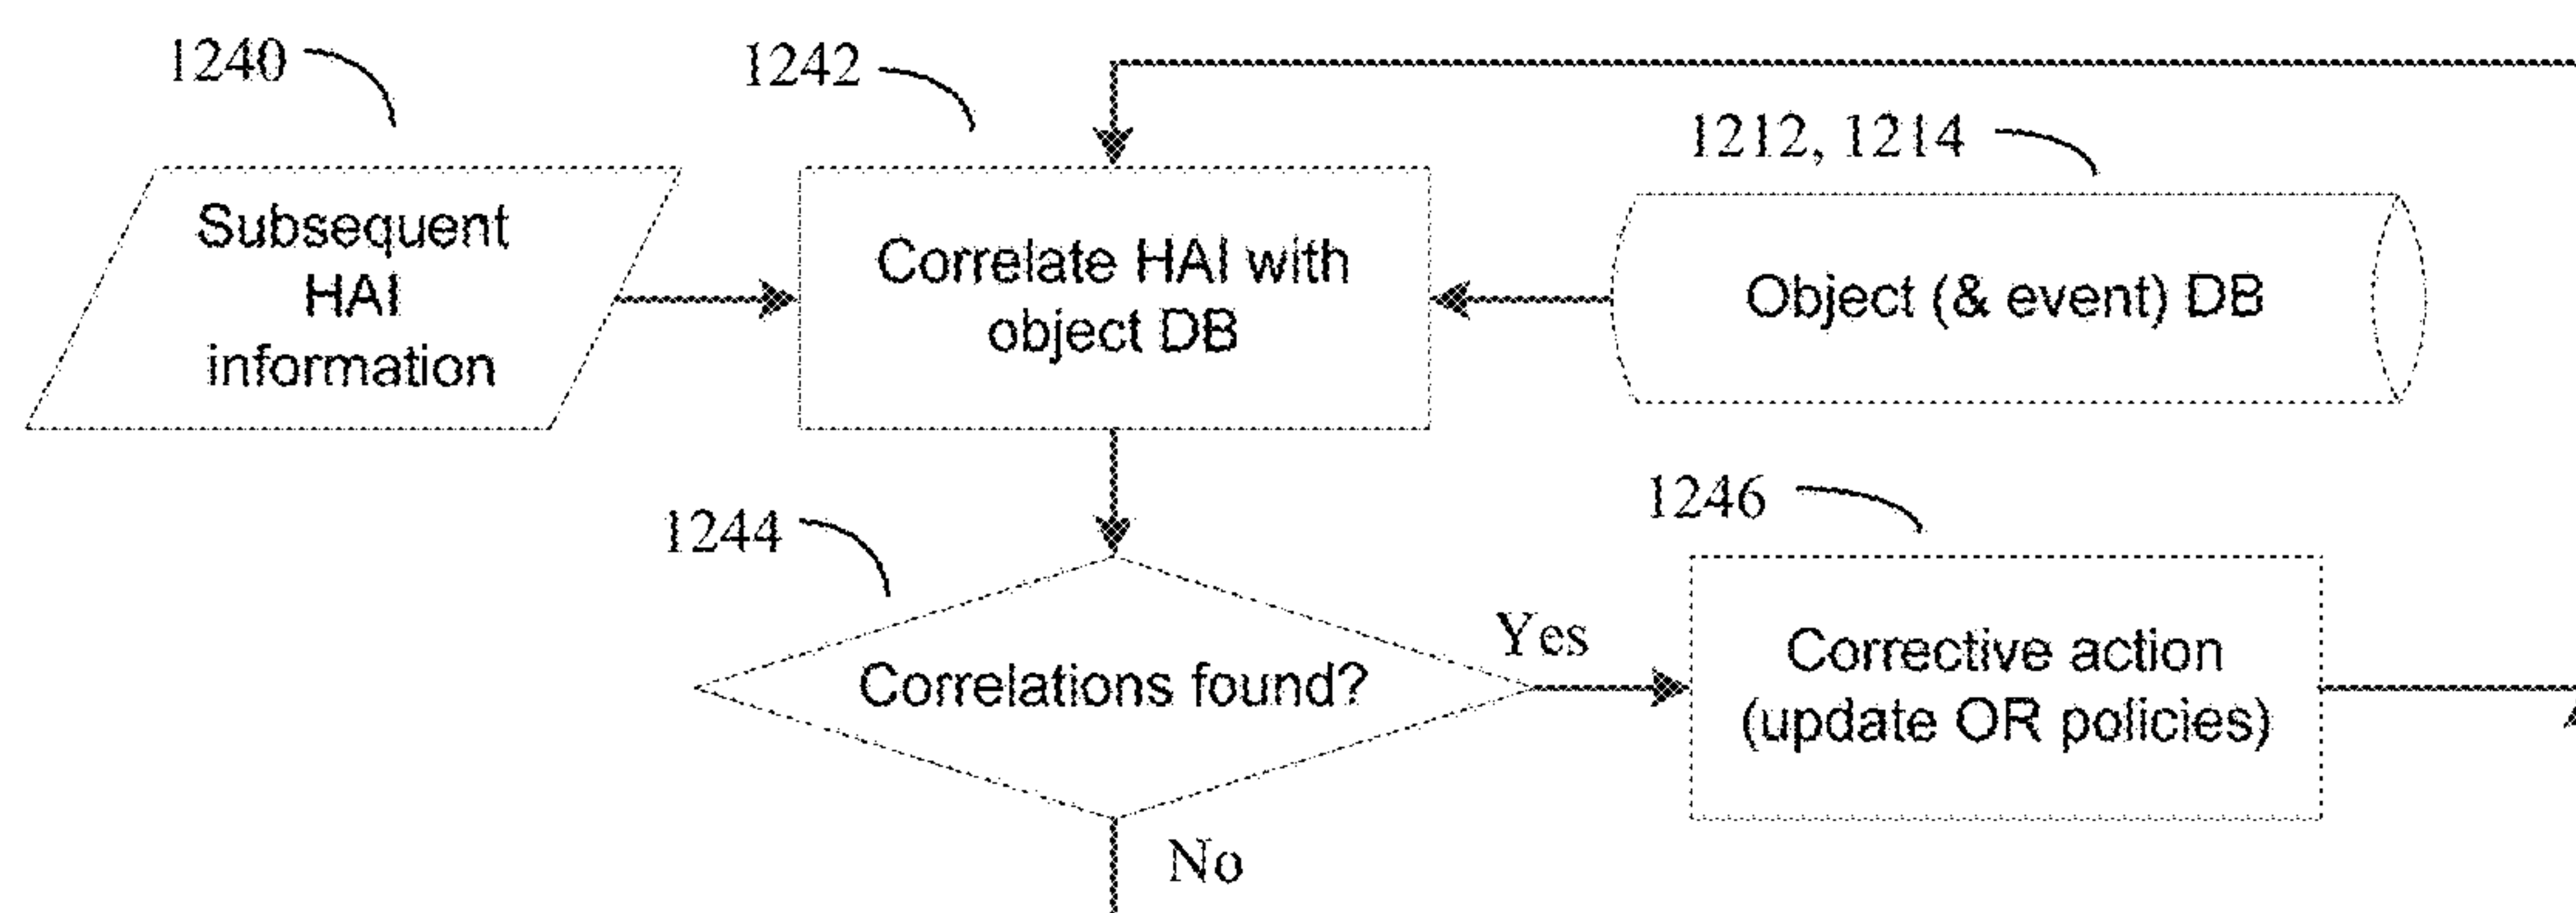 1240
1242
1212, 1214
Subsequent
HAI
information
Correlate HAI with
object DB
Object (& event) DB
1244
1246
Correlations found?
Yes
Corrective action
(update OR policies)
No